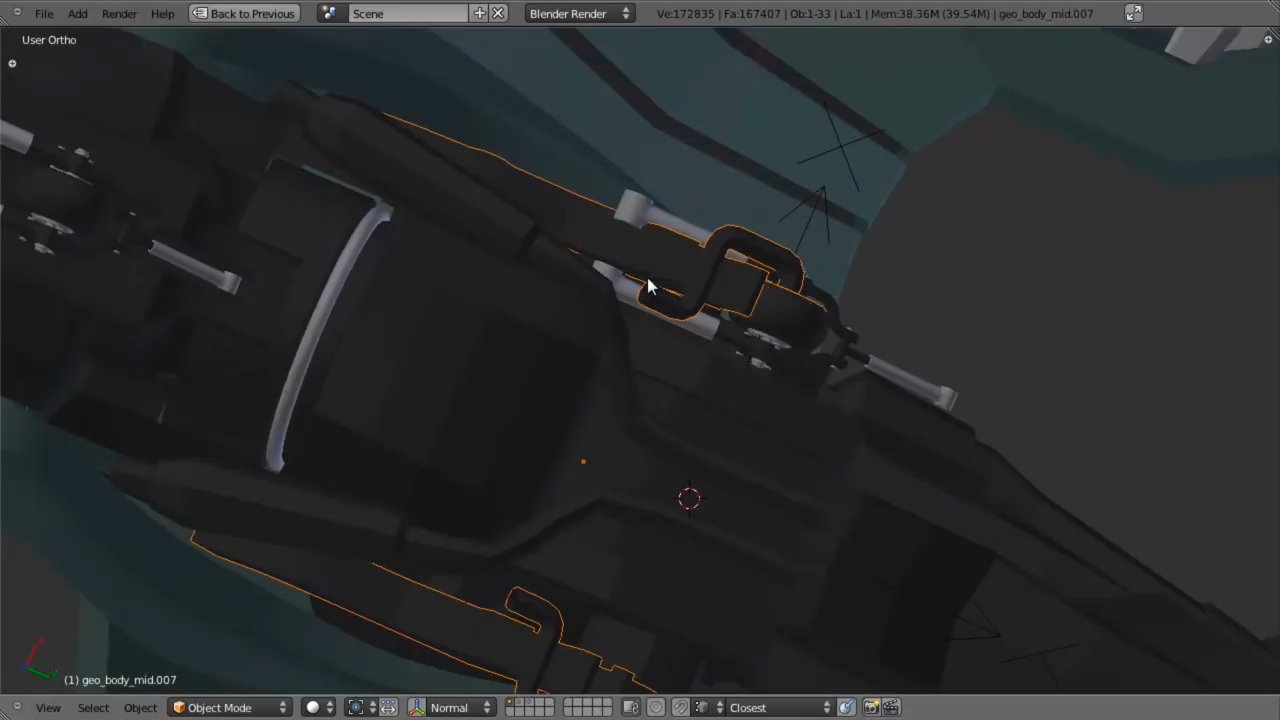 File Add Render Help Back to Previous Scene Blender Render Ve:172835 | Fa:167407 | Ob:1-33 | La:1 | Mem:38.36M (39.54M) | geo_body_mid.007
User Ortho
(1) geo_body_mid.007
View Select Object Object Mode Normal Closest